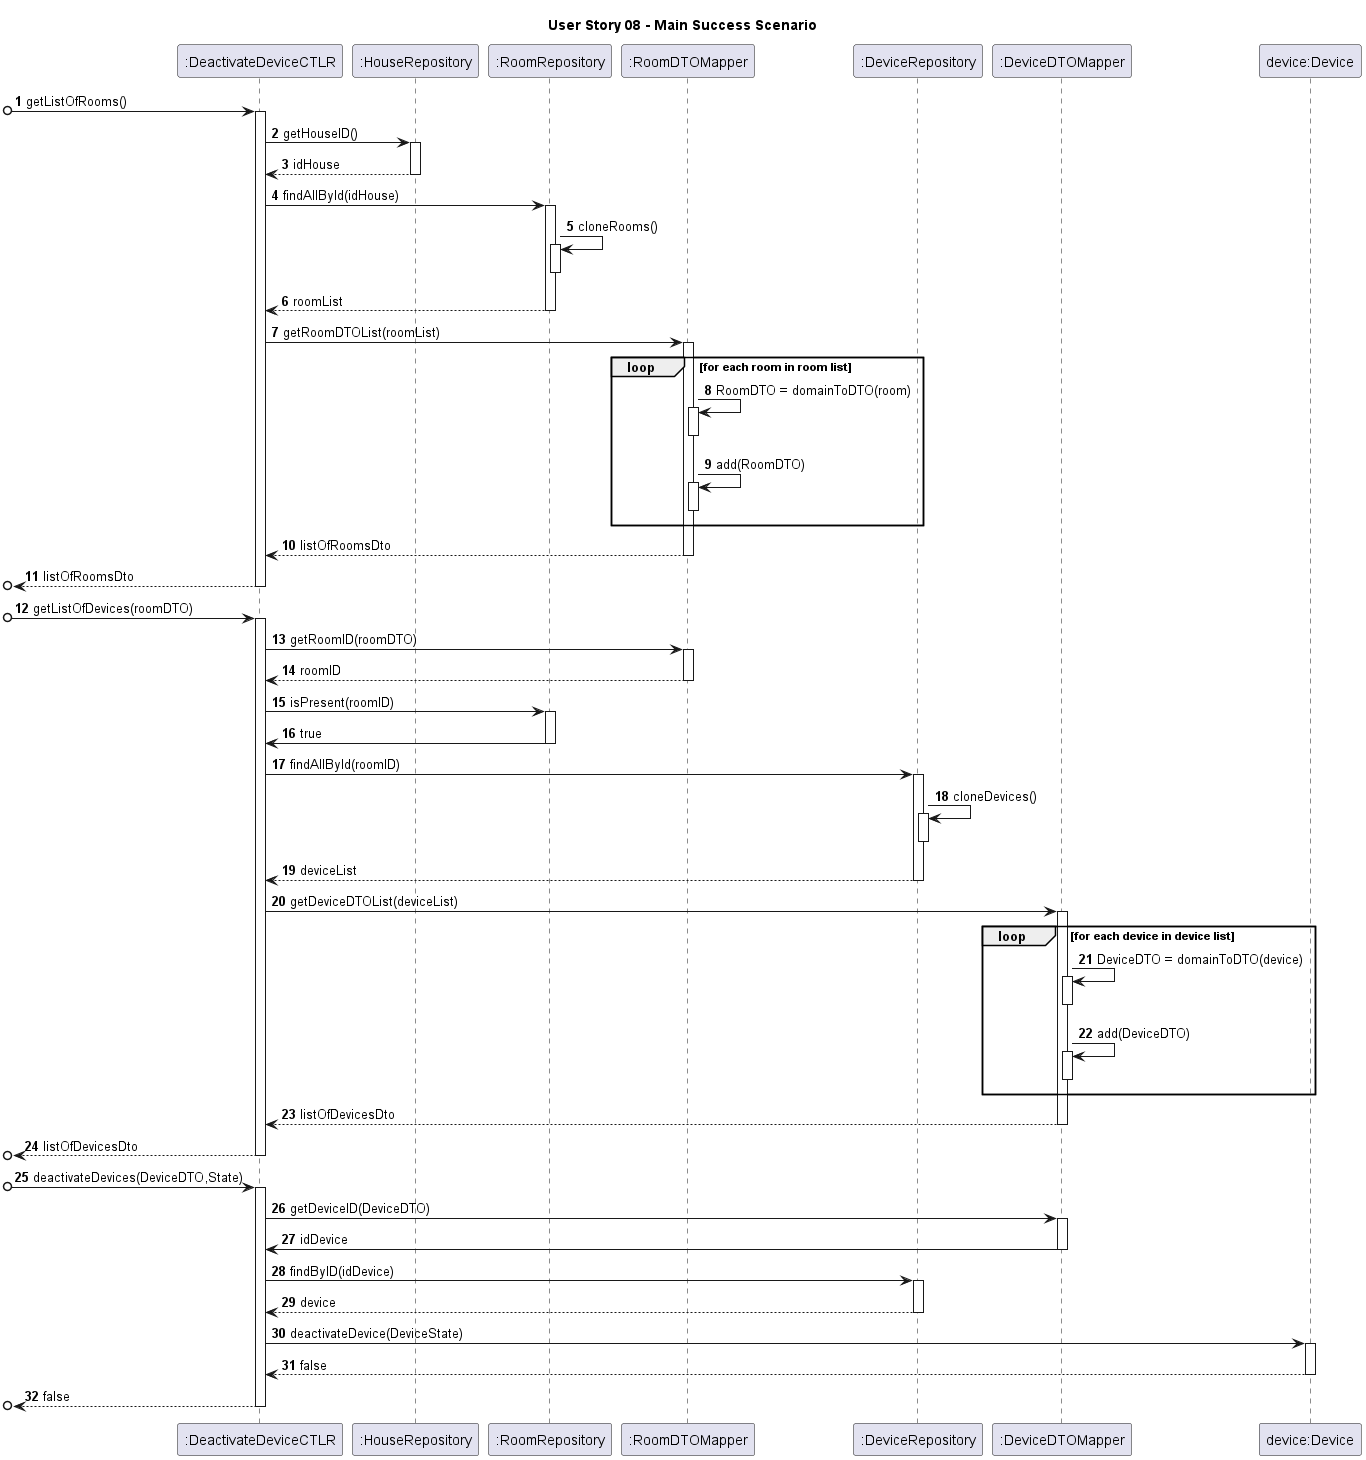 User Story 08 - Main Success Scenario
:DeactivateDeviceCTLR
:HouseRepository
:RoomRepository
:RoomDTOMapper
:DeviceRepository
:DeviceDTOMapper
device:Device
1 getListOfRooms()
2 getHouseID()
3 idHouse
4 findAllById(idHouse)
5 cloneRooms()
6 roomList
7 getRoomDTOList(roomList)
loop
[for each room in room list]
8 RoomDTO = domainToDTO(room)
9 add(RoomDTO)
10 listOfRoomsDto
11 listOfRoomsDto
12 getListOfDevices(roomDTO)
13 getRoomID(roomDTO)
14 roomID
15 isPresent(roomID)
16 true
17 findAllById(roomID)
18 cloneDevices()
19 deviceList
20 getDeviceDTOList(deviceList)
loop
[for each device in device list]
21 DeviceDTO = domainToDTO(device)
22 add(DeviceDTO)
23 listOfDevicesDto
24 listOfDevicesDto
25 deactivateDevices(DeviceDTO,State)
26 getDeviceID(DeviceDTO)
27 idDevice
28 findByID(idDevice)
29 device
30 deactivateDevice(DeviceState)
31 false
32 false
:DeactivateDeviceCTLR
:HouseRepository
:RoomRepository
:RoomDTOMapper
:DeviceRepository
:DeviceDTOMapper
device:Device